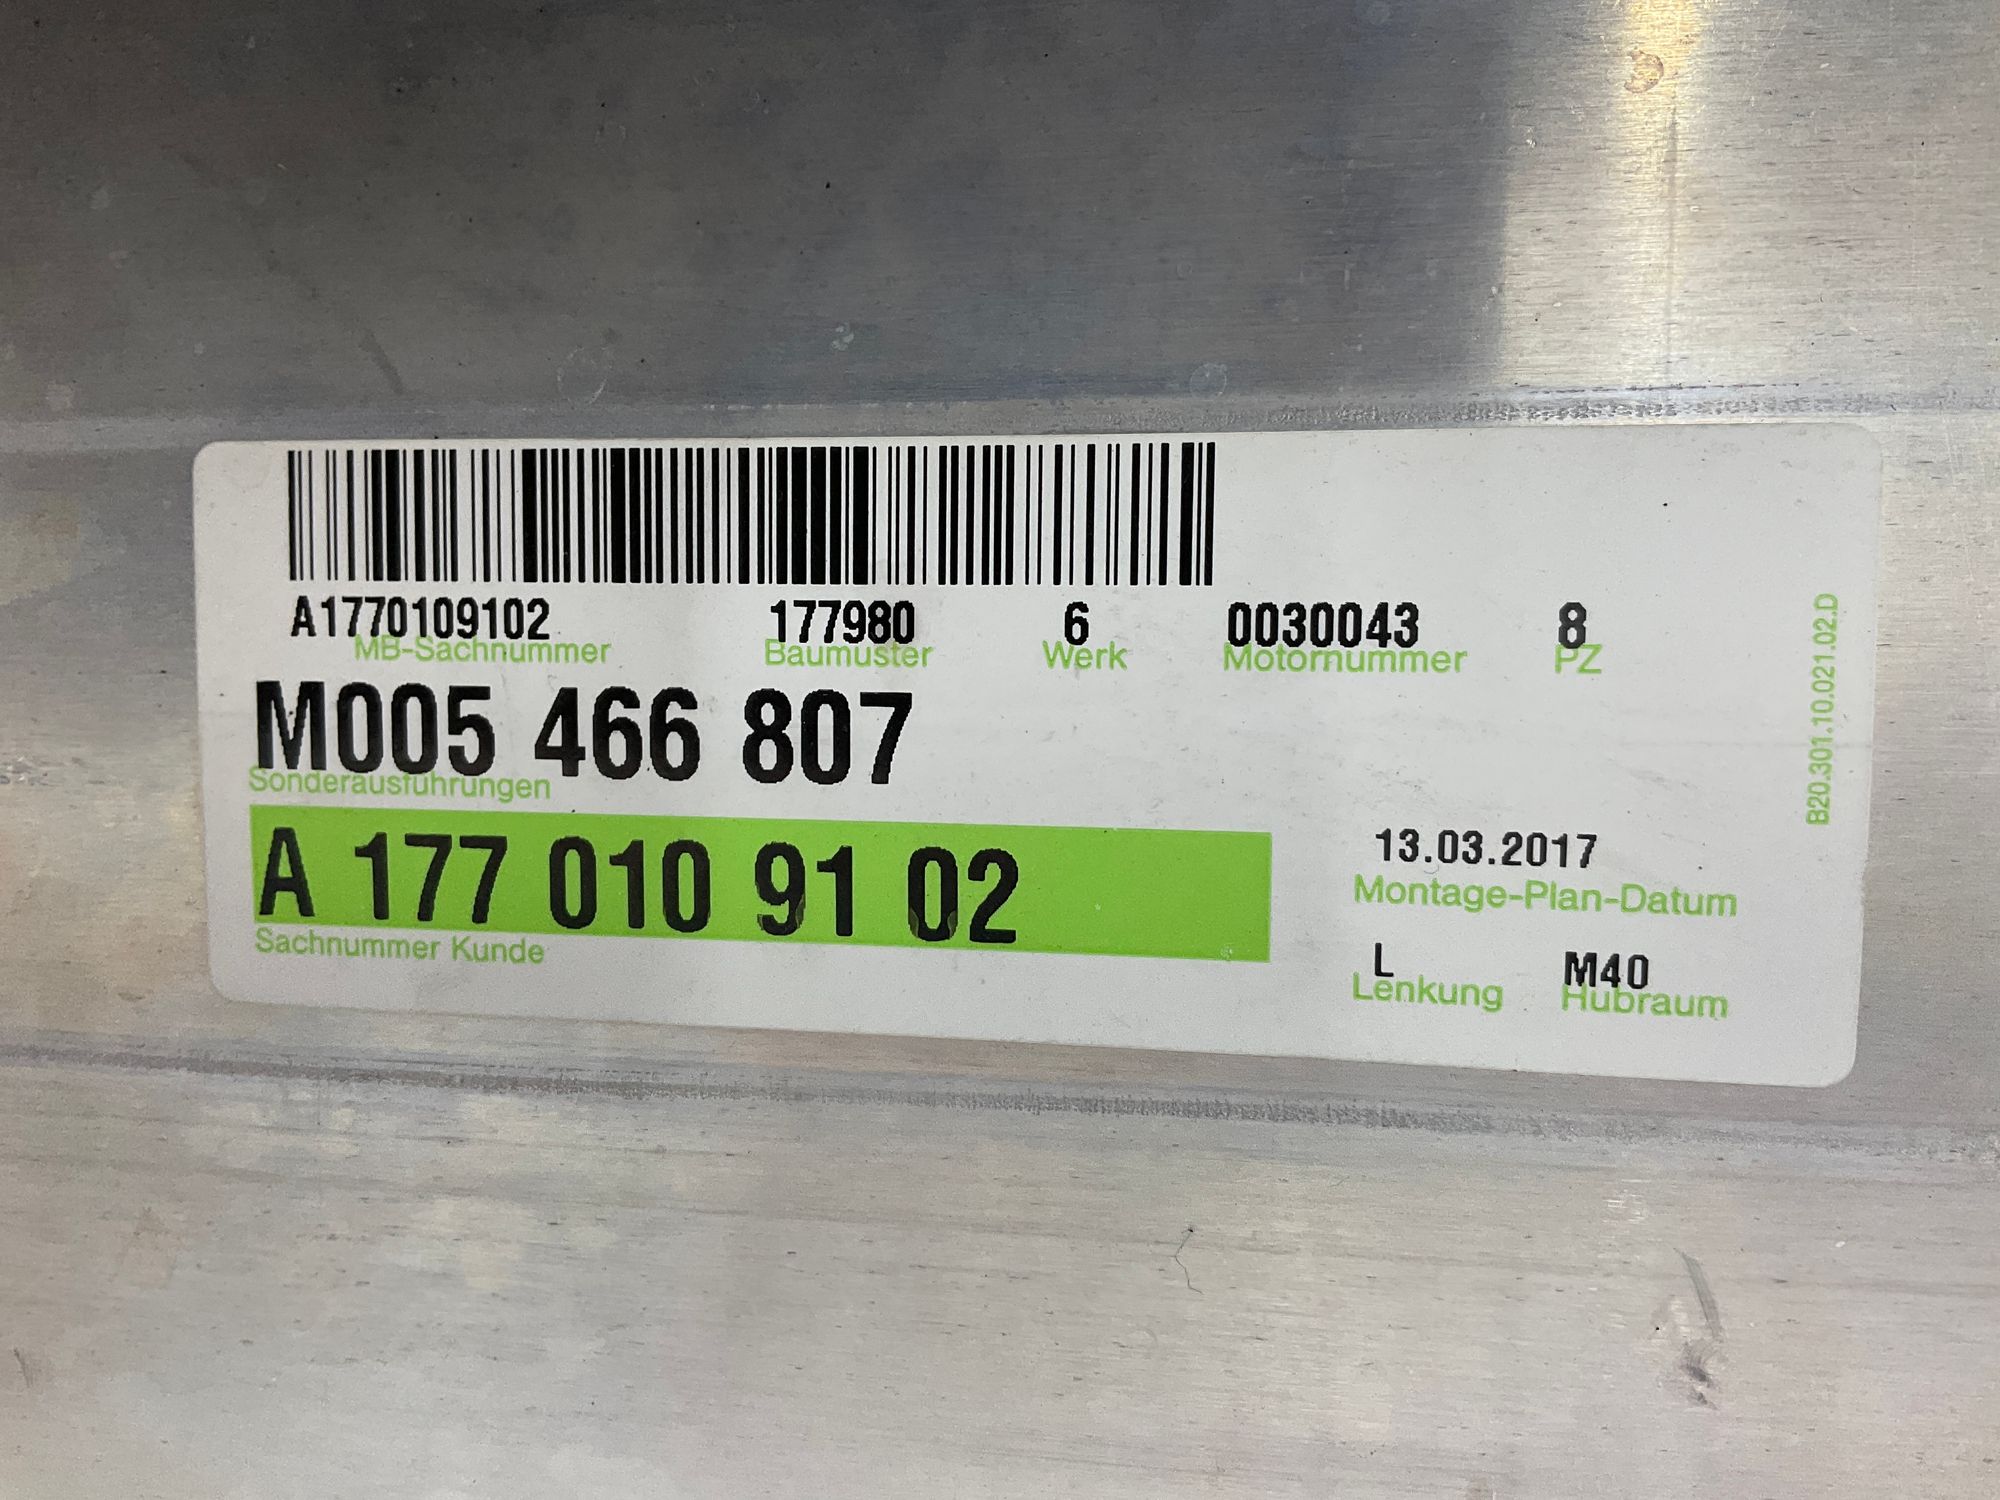 A1770109102 177980 6 0030043 8
MB-Sachnummer Baumuster Werk Motornummer PZ
M005 466 807
Sonderausführungen
A 177 010 91 02
Sachnummer Kunde
13.03.2017
Montage-Plan-Datum
L M40
Lenkung Hubraum
B20.301.10.021.02.D